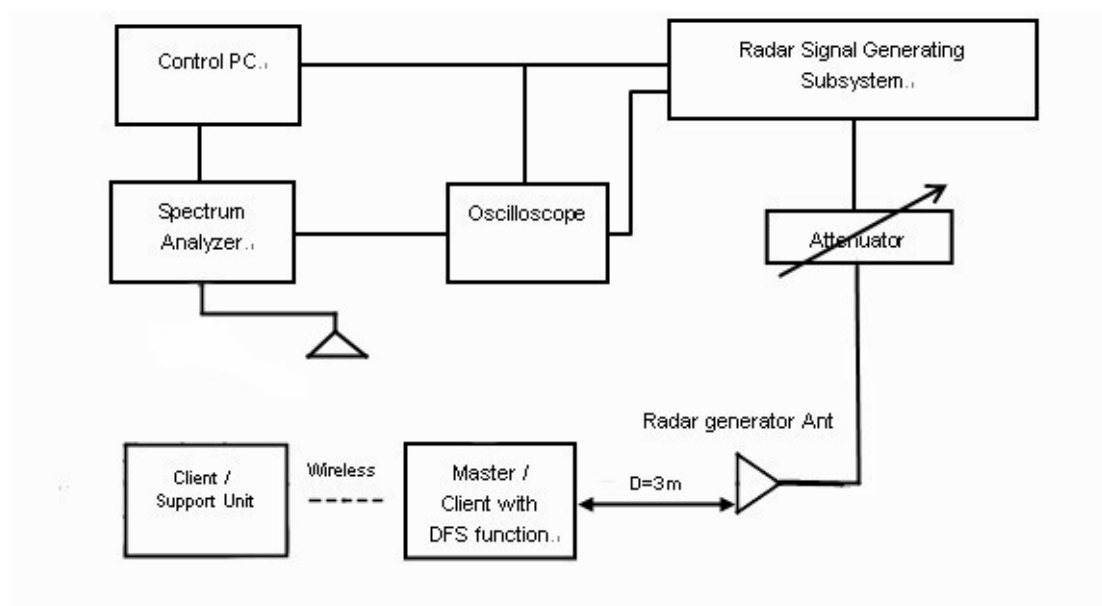 Control PC.
Radar Signal Generating
Subsystem.
Spectrum
Analyzer.
Oscilloscope
Attenuator
Radar generator Ant
Client /
Support Unit
Wireless
Master /
Client with
DFS function.
D=3m